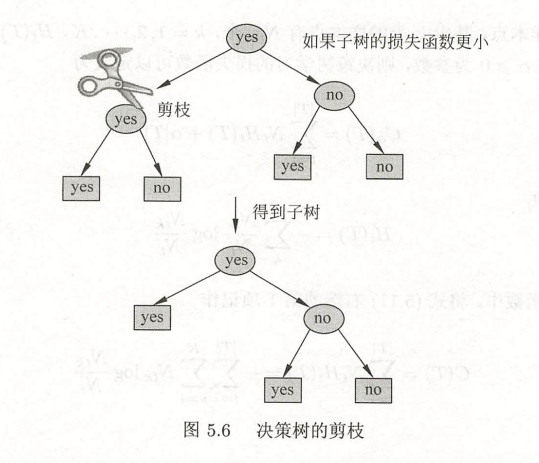 yes
如果子树的损失函数更小
yes
剪枝
no
yes
no
yes
no
得到子树
yes
yes
no
yes
no
图 5.6 决策树的剪枝